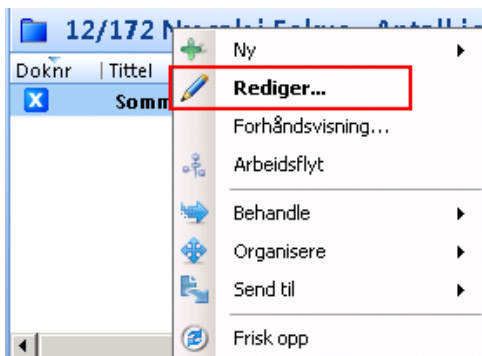 12/172
Ny
Doknr Tittel
Rediger...
Somm
Forhåndsvisning...
Arbeidsflyt
Behandle
Organisere
Send til
Frisk opp